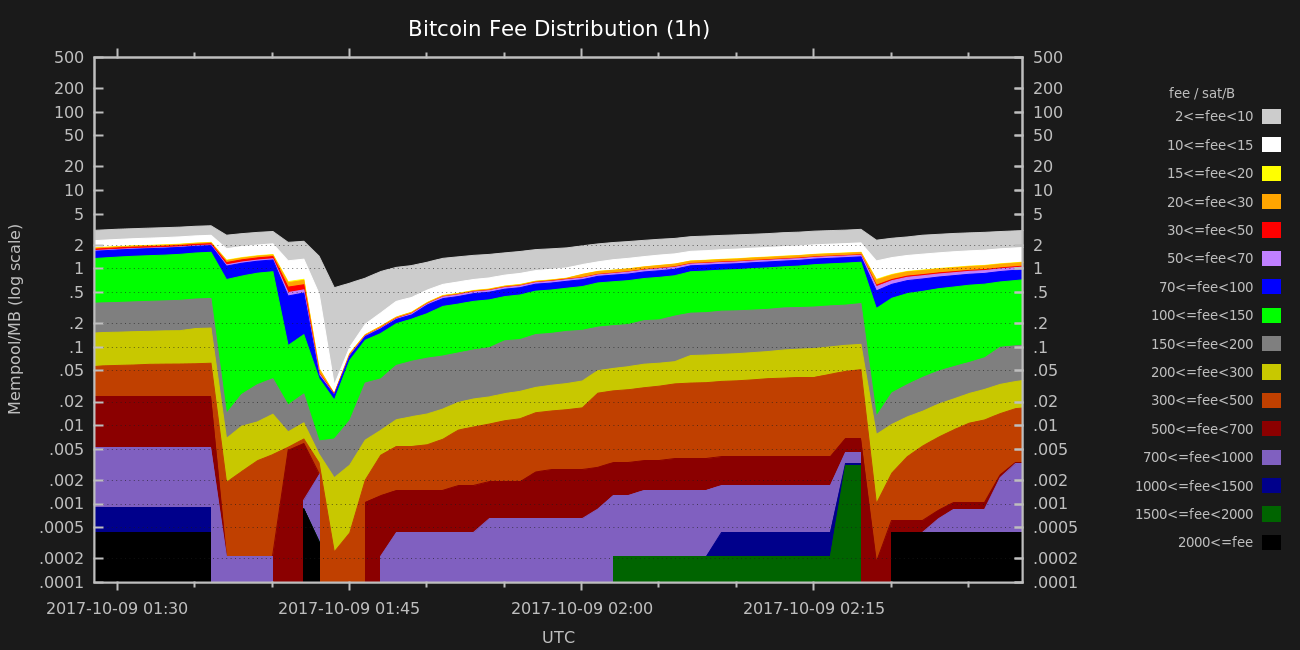 Bitcoin Fee Distribution (1h)
Mempool/MB (log scale)
500
200
100
50
20
10
5
2
1
.5
.2
.1
.05
.02
.01
.005
.002
.001
.0005
.0002
.0001
500
200
100
50
20
10
5
2
1
.5
.2
.1
.05
.02
.01
.005
.002
.001
.0005
.0002
.0001
2017-10-09 01:30 2017-10-09 01:45 2017-10-09 02:00 2017-10-09 02:15
UTC
fee / sat/B
2<=fee<10
10<=fee<15
15<=fee<20
20<=fee<30
30<=fee<50
50<=fee<70
70<=fee<100
100<=fee<150
150<=fee<200
200<=fee<300
300<=fee<500
500<=fee<700
700<=fee<1000
1000<=fee<1500
1500<=fee<2000
2000<=fee